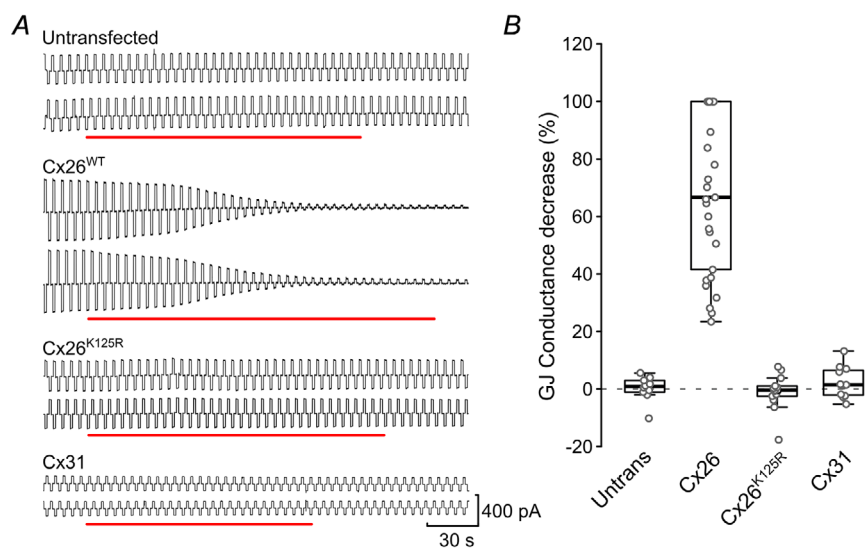 A
Untransfected
Cx26WT
Cx26K125R
Cx31
400 pA
30 s
B
GJ Conductance decrease (%)
120
100
80
60
40
20
0
-20
Untrans
Cx26
Cx26K125R
Cx31